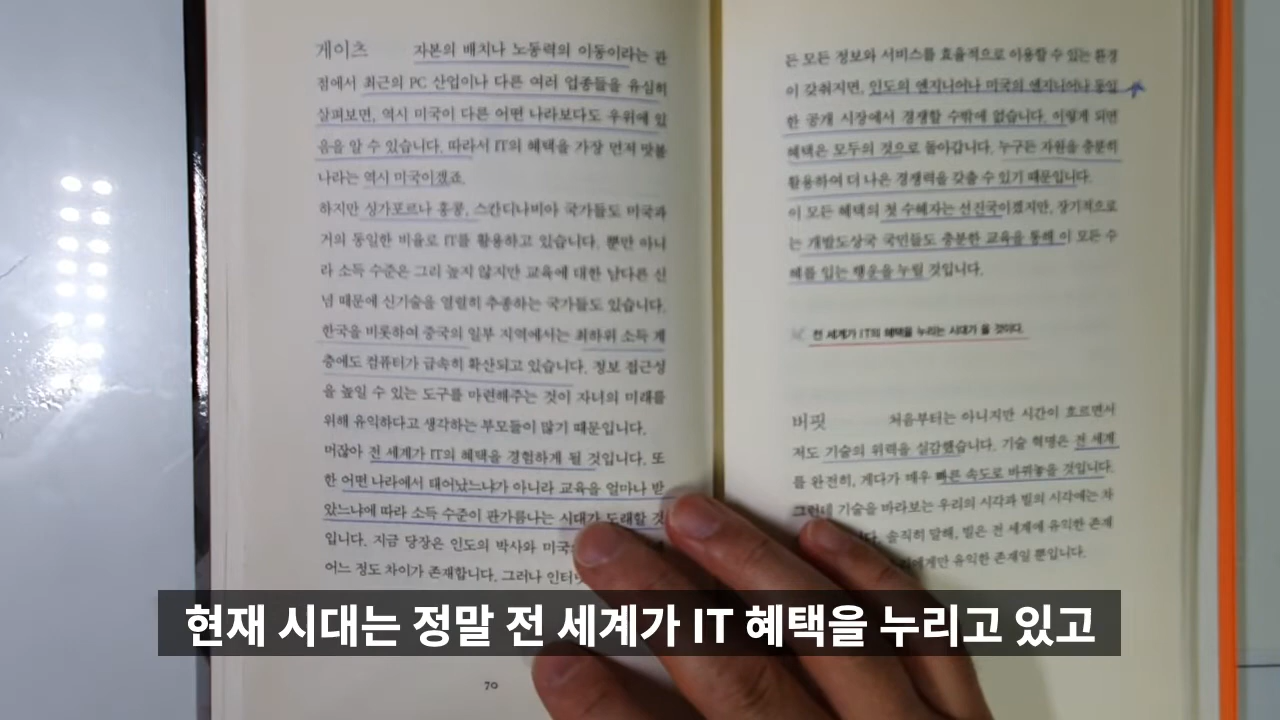 게이츠 자본의 배치나 노동력의 이동이라는 관
점에서 최근의 PC 산업이나 다른 여러 업종들을 유심히
살펴보면, 역시 미국이 다른 어떤 나라보다도 우위에 있
음을 알 수 있습니다. 따라서 IT의 혜택을 가장 먼저 맛볼
나라는 역시 미국이겠죠.
하지만 싱가포르나 홍콩, 스칸디나비아 국가들도 미국과
거의 동일한 비율로 IT를 활용하고 있습니다. 뿐만 아니
라 소득 수준은 그리 높지 않지만 교육에 대한 남다른 신
념 때문에 신기술을 열렬히 추종하는 국가들도 있습니다.
한국을 비롯하여 중국의 일부 지역에서는 최하위 소득 계
층에도 컴퓨터가 급속히 확산되고 있습니다. 정보 접근성
을 높일 수 있는 도구를 마련해주는 것이 자녀의 미래를
위해 유익하다고 생각하는 부모들이 많기 때문입니다.
머잖아 전 세계가 IT의 혜택을 경험하게 될 것입니다. 또
한 어떤 나라에서 태어났느냐가 아니라 교육을 얼마나 받
았느냐에 따라 소득 수준이 판가름나는 시대가 도래할 것
입니다. 지금 당장은 인도의 박사와 미국
어느 정도 차이가 존재합니다. 그러나 인터
70
든 모든 정보와 서비스를 효율적으로 이용할 수 있는 환경
이 갖춰지면, 인도의 엔지니어나 미국의 엔지니어나 동일
한 공개 시장에서 경쟁할 수밖에 없습니다. 이렇게 되면
혜택은 모두의 것으로 돌아갑니다. 누구든 자원을 충분히
활용하여 더 나은 경쟁력을 갖출 수 있기 때문입니다.
이 모든 혜택의 첫 수혜자는 선진국이겠지만, 장기적으로
는 개발도상국 국민들도 충분한 교육을 통해 이 모든 수
혜를 입는 행운을 누릴 것입니다.
전 세계가 IT의 혜택을 누리는 시대가 올 것이다.
버핏 처음부터는 아니지만 시간이 흐르면서
저도 기술의 위력을 실감했습니다. 기술 혁명은 전 세계
를 완전히, 게다가 매우 빠른 속도로 바꿔놓을 것입니다.
그런데 기술을 바라보는 우리의 시각과 빌의 시각에는 차
솔직히 말해, 빌은 전 세계에 유익한 존재
에게만 유익한 존재일 뿐입니다.
현재 시대는 정말 전 세계가 IT 혜택을 누리고 있고